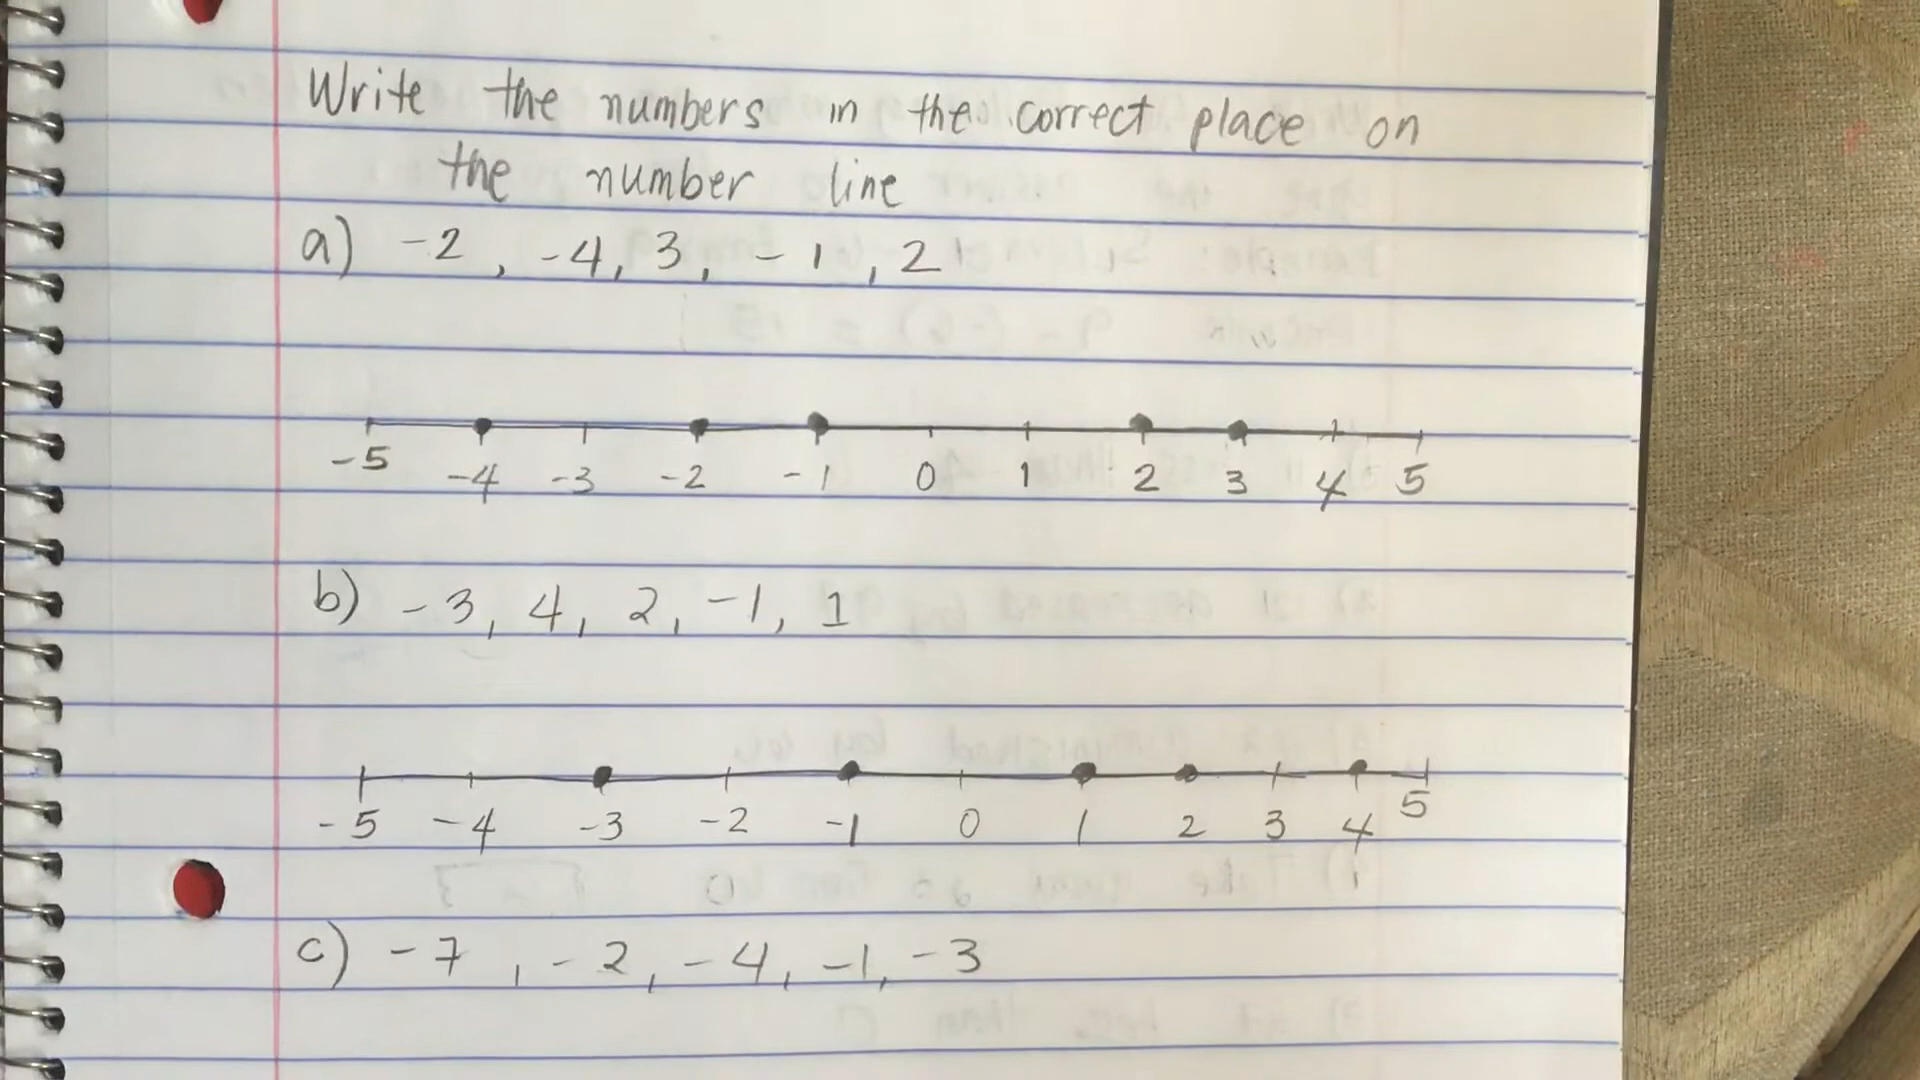 Write the numbers in the correct place on
the number line
a) -2, -4, 3, -1, 2
-5 -4 -3 -2 -1 0 1 2 3 4 5
b) -3, 4, 2, -1, 1
-5 -4 -3 -2 -1 0 1 2 3 4 5
c) -7, -2, -4, -1, -3